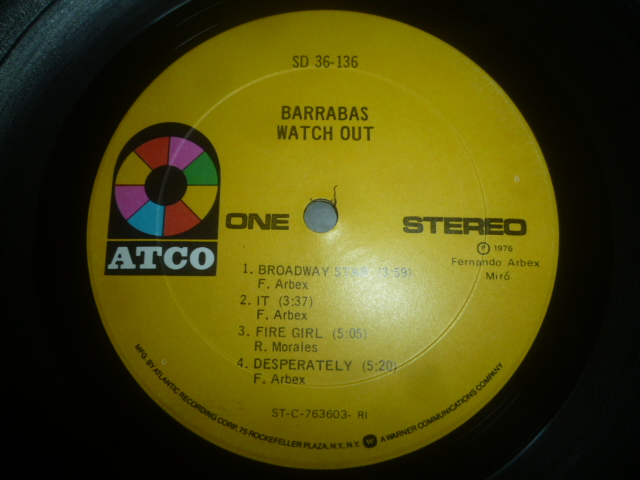 SD 36-136
BARRABAS
WATCH OUT
ATCO
ONE
STEREO
℗ 1976
Fernando Arbex
Miró
1. BROADWAY STAR (3:59)
F. Arbex
2. IT (3:37)
F. Arbex
3. FIRE GIRL (5:05)
R. Morales
4. DESPERATELY (5:20)
F. Arbex
ST-C-763603- RI
MFG. BY ATLANTIC RECORDING CORP. 75 ROCKEFELLER PLAZA, N.Y., N.Y. A WARNER COMMUNICATIONS COMPANY